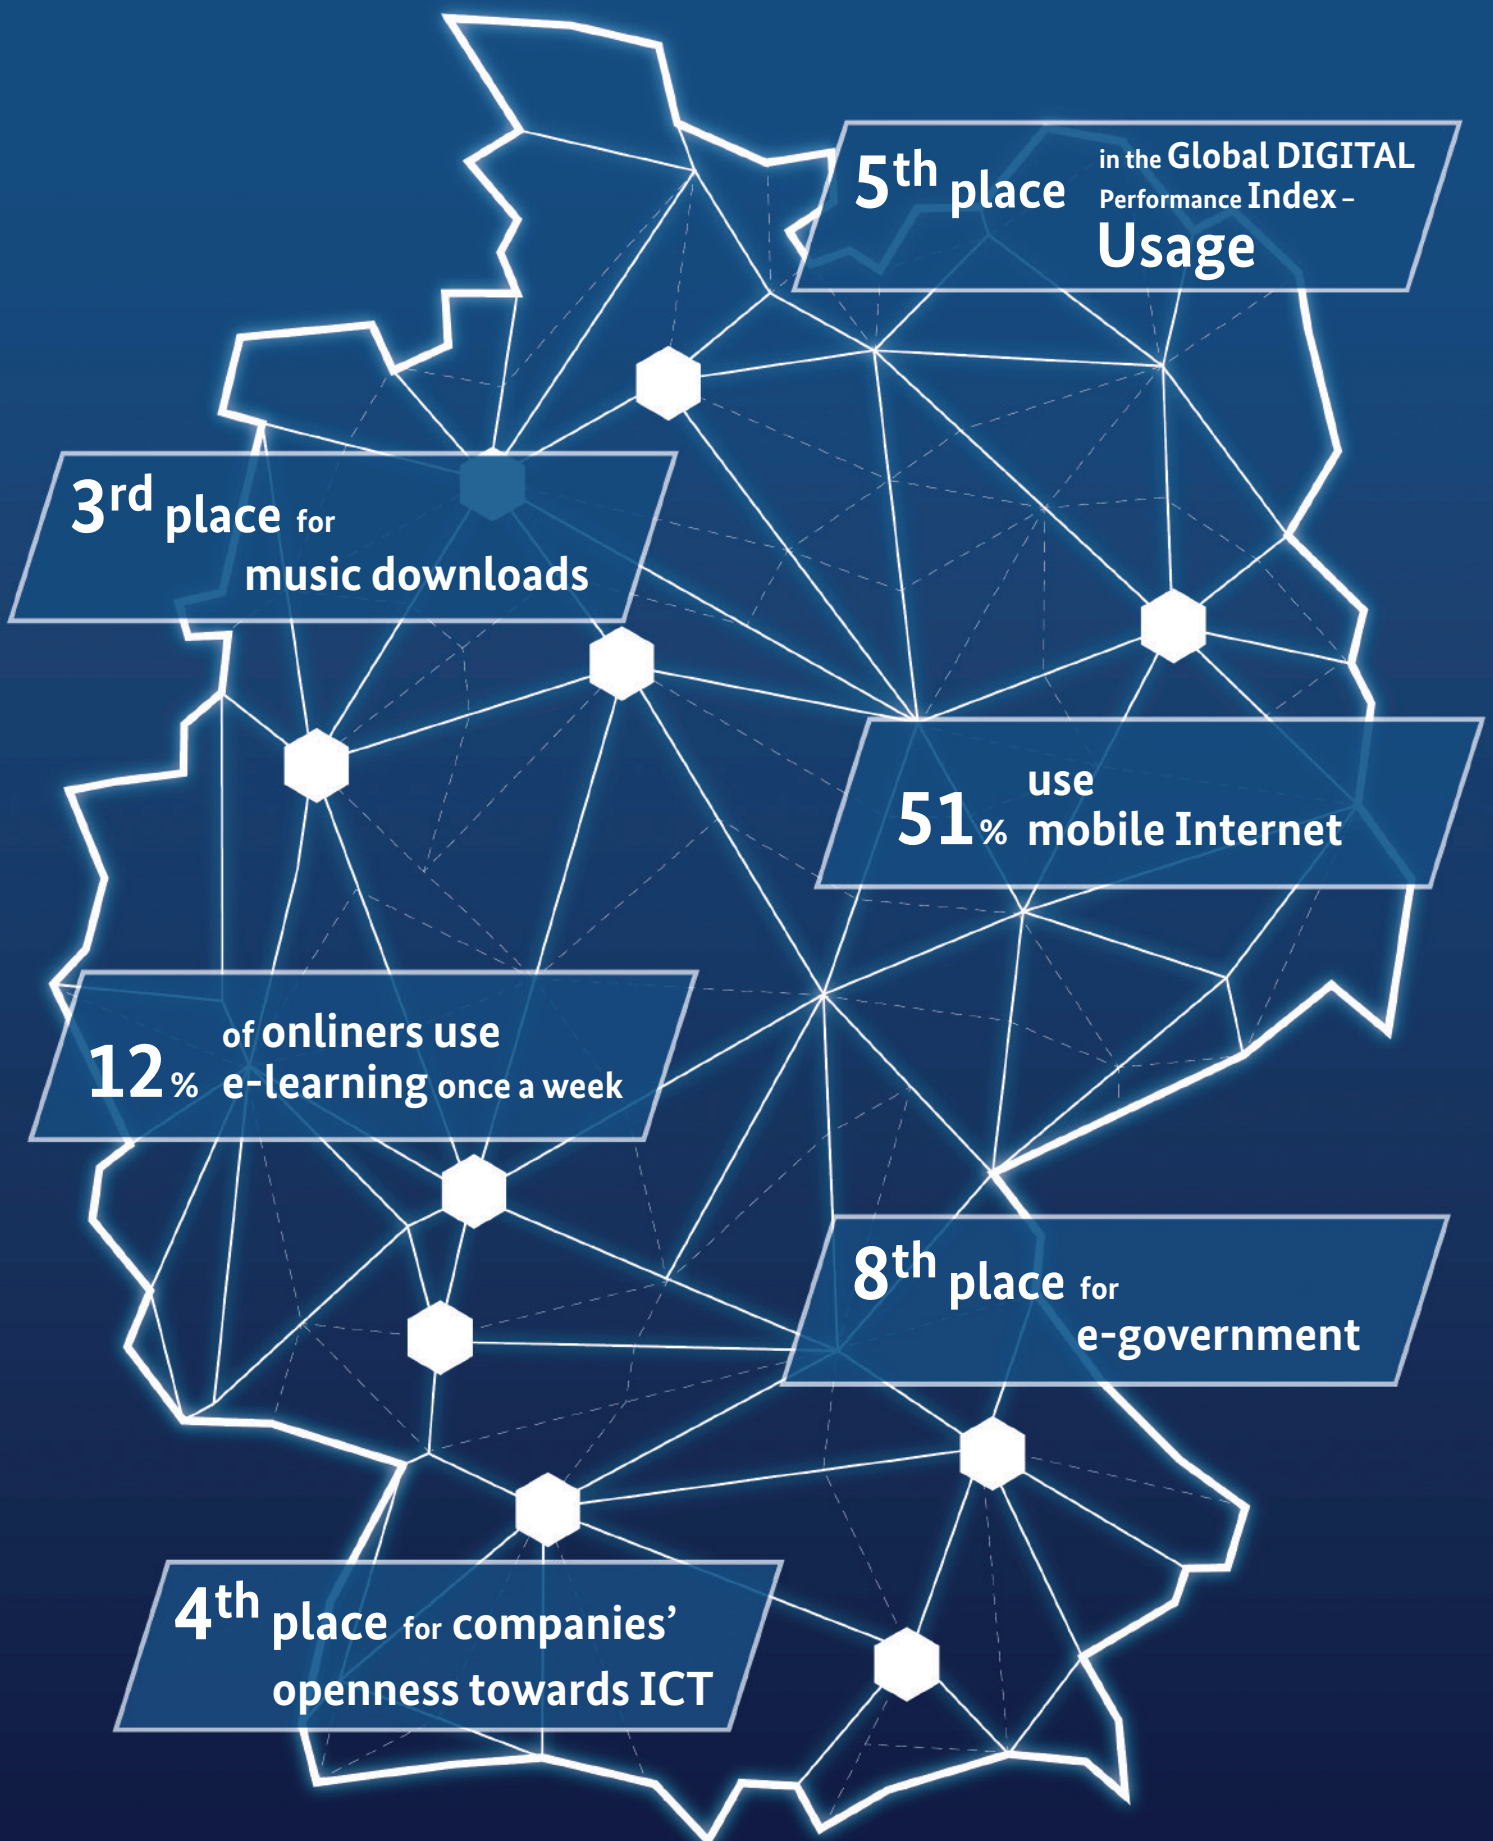 5th place in the Global DIGITAL
Performance Index –
Usage
3rd place for
music downloads
use
51 % mobile Internet
of onliners use
12 % e-learning once a week
8th place for
e-government
4th place for companies’
openness towards ICT